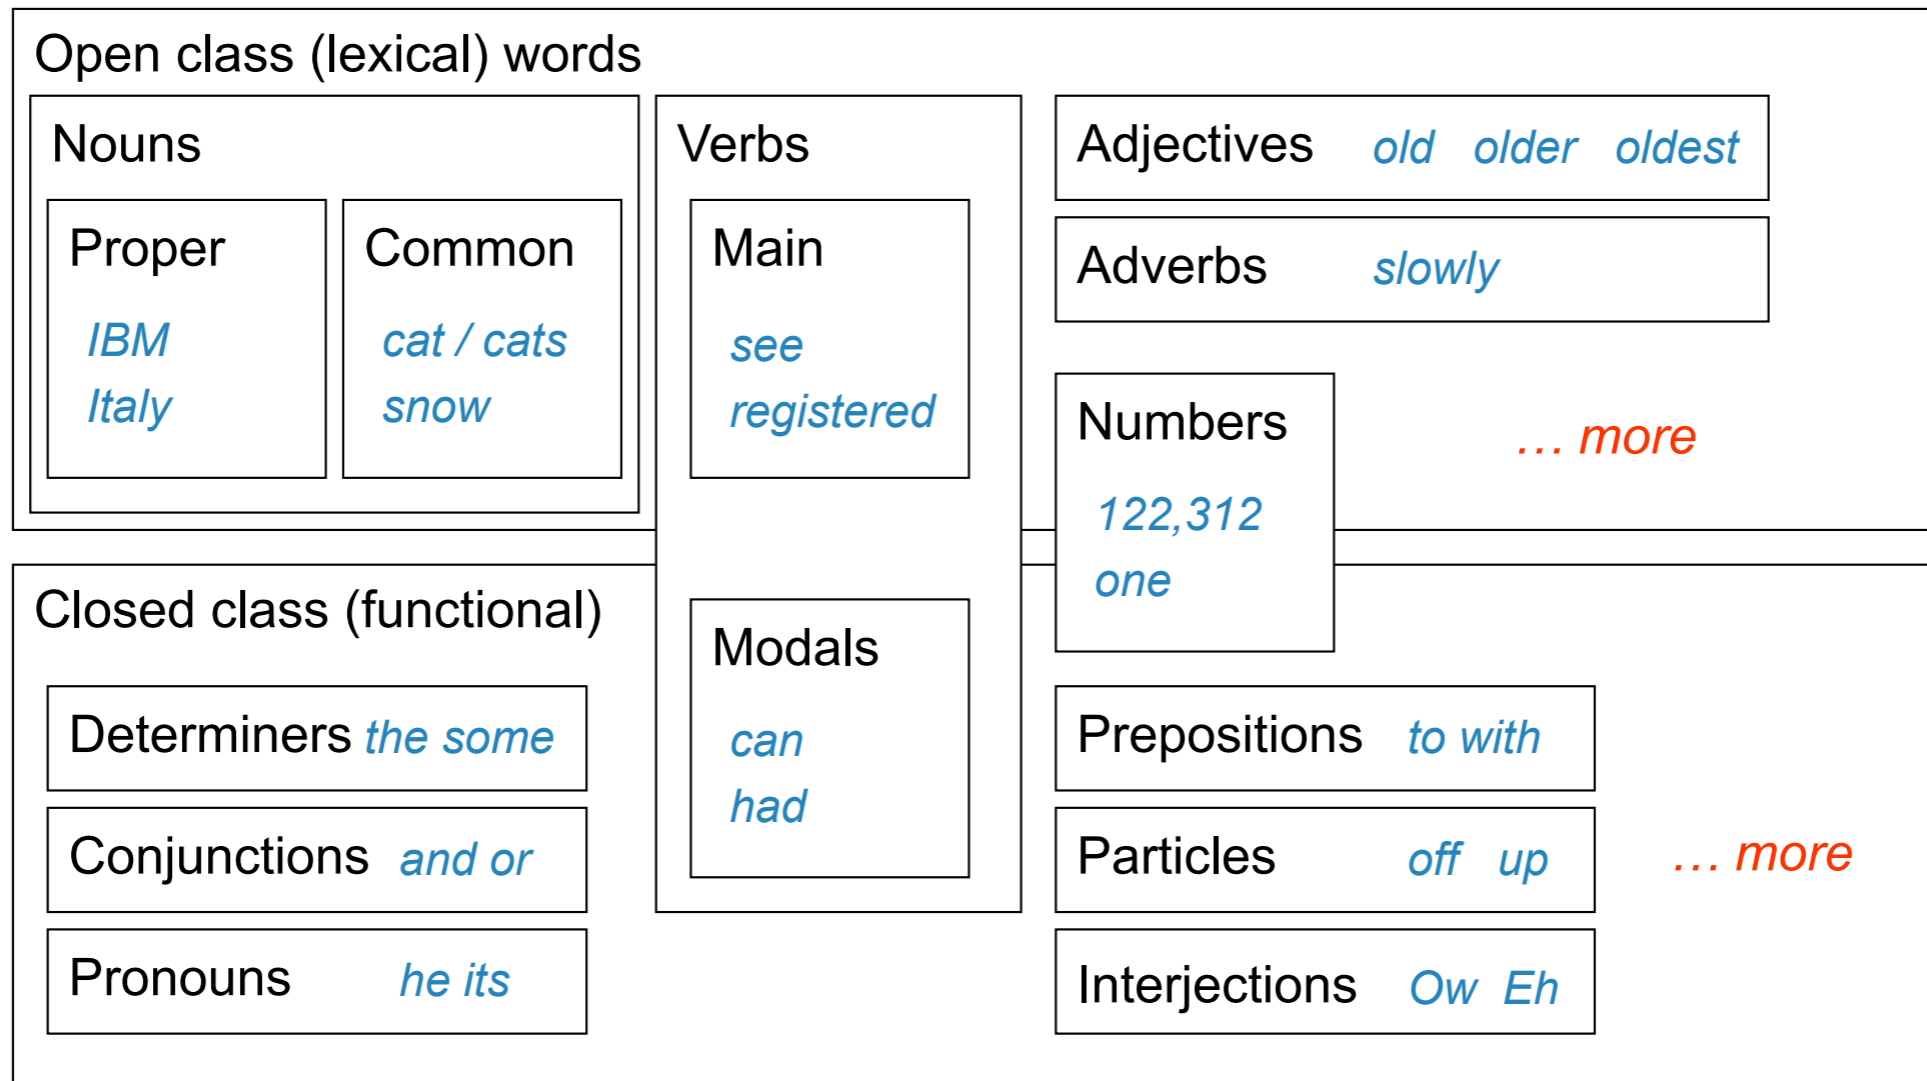 Open class (lexical) words
Nouns
Proper
IBM
Italy
Common
cat / cats
snow
Verbs
Main
see
registered
Adjectives old older oldest
Adverbs slowly
Numbers
122,312
one
… more
Closed class (functional)
Determiners the some
Conjunctions and or
Pronouns he its
Modals
can
had
Prepositions to with
Particles off up
Interjections Ow Eh
… more